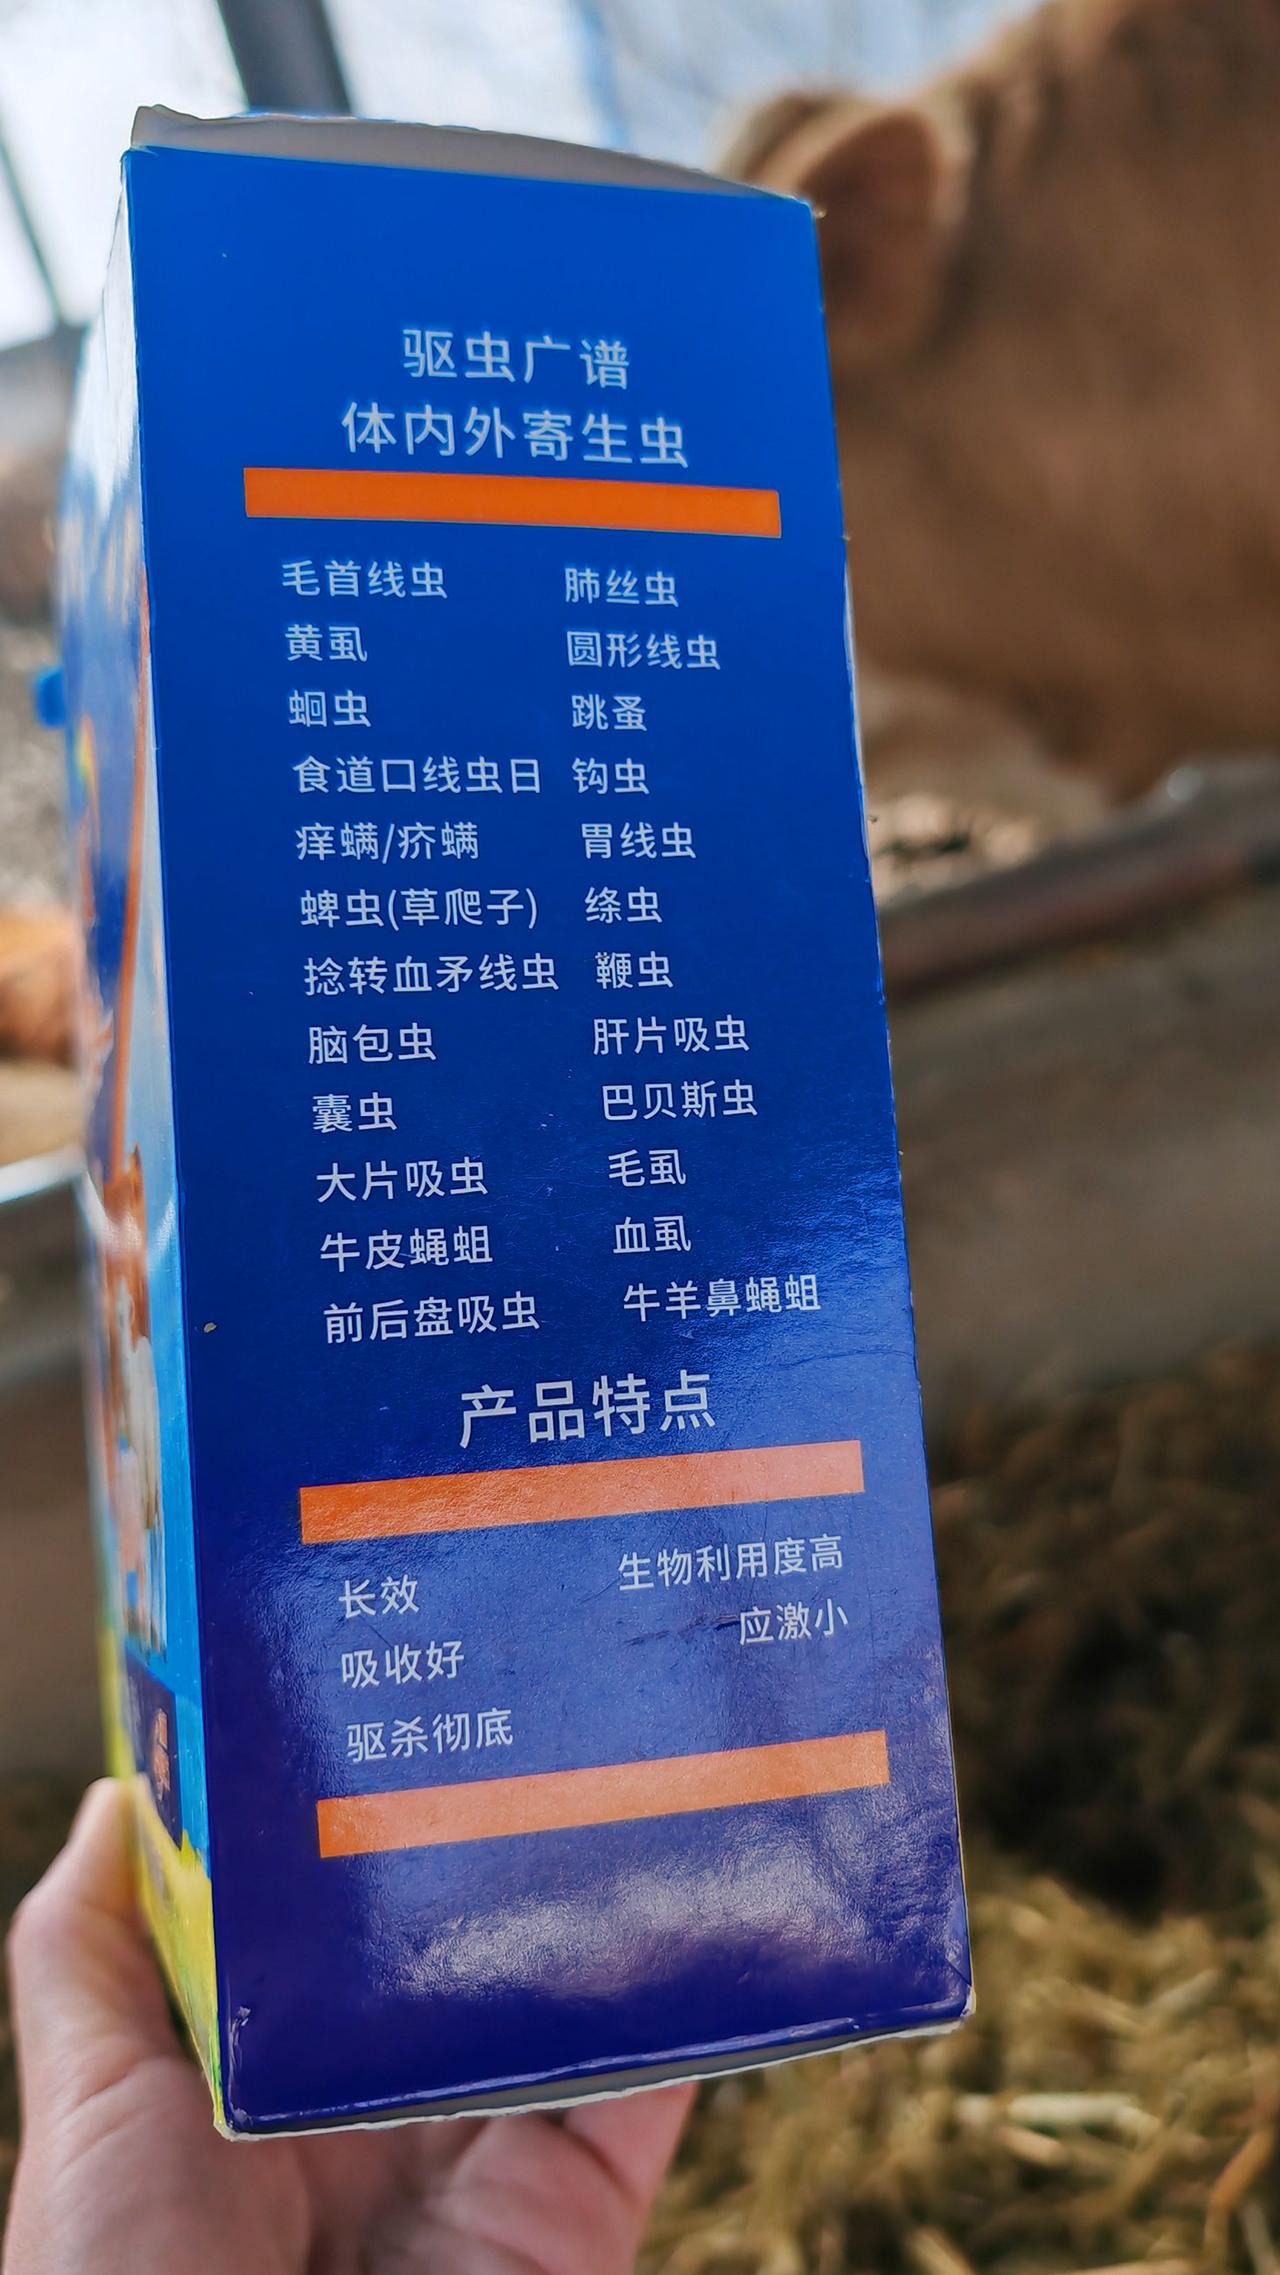 驱虫广谱
体内外寄生虫
毛首线虫 肺丝虫
黄虱 圆形线虫
蛔虫 跳蚤
食道口线虫日 钩虫
痒螨/疥螨 胃线虫
蜱虫(草爬子) 绦虫
捻转血矛线虫 鞭虫
脑包虫 肝片吸虫
囊虫 巴贝斯虫
大片吸虫 毛虱
牛皮蝇蛆 血虱
前后盘吸虫 牛羊鼻蝇蛆
产品特点
长效 生物利用度高
吸收好 应激小
驱杀彻底